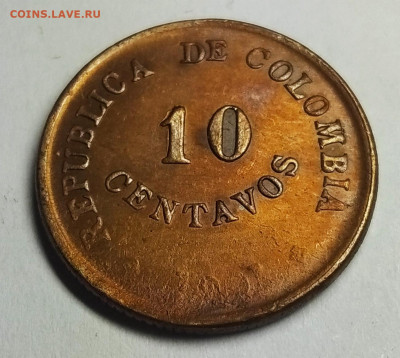 COINS.LAVE.RU
REPÚBLICA DE COLOMBIA
10
CENTAVOS